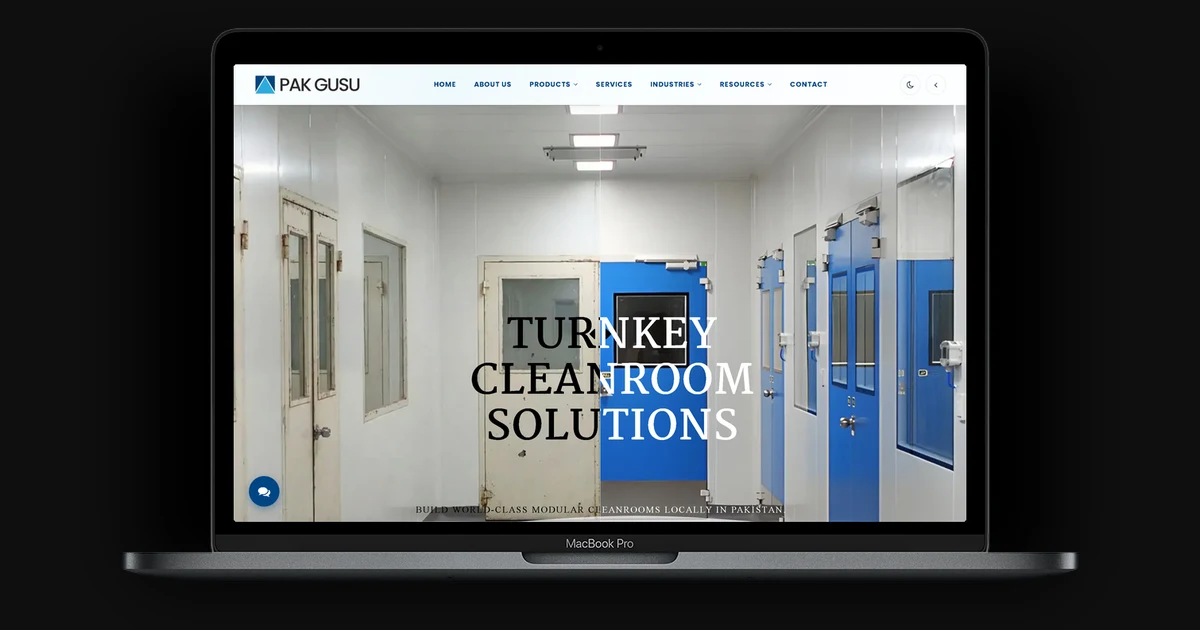 PAK GUSU
HOME ABOUT US PRODUCTS SERVICES INDUSTRIES RESOURCES CONTACT
TURNKEY
CLEANROOM
SOLUTIONS
BUILD WORLD-CLASS MODULAR CLEANROOMS LOCALLY IN PAKISTAN.
MacBook Pro